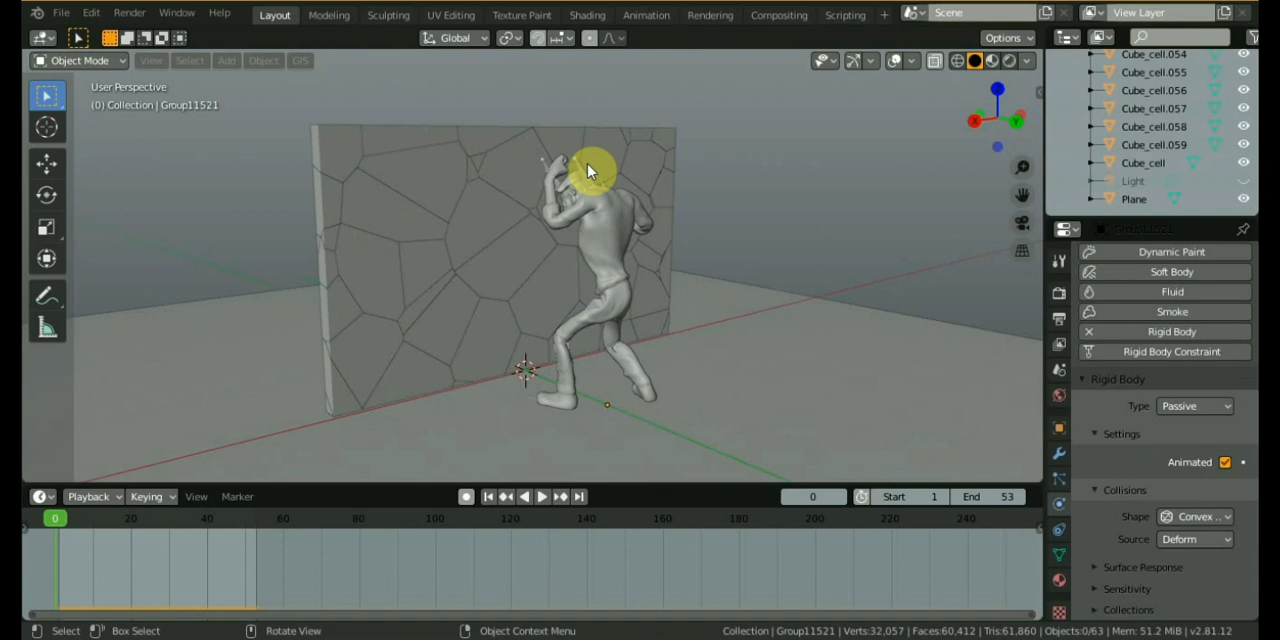 File Edit Render Window Help Layout Modeling Sculpting UV Editing Texture Paint Shading Animation Rendering Compositing Scripting + Scene View Layer
Global Options
Object Mode View Select Add Object GIS
User Perspective
(0) Collection | Group11521
X Y Z
Cube_cell.054
Cube_cell.055
Cube_cell.056
Cube_cell.057
Cube_cell.058
Cube_cell.059
Cube_cell
Light
Plane
Group11521
Dynamic Paint
Soft Body
Fluid
Smoke
Rigid Body
Rigid Body Constraint
Rigid Body
Type Passive
Settings
Animated
Collisions
Shape Convex ..
Source Deform
Surface Response
Sensitivity
Collections
Playback Keying View Marker 0 Start 1 End 53
0 20 40 60 80 100 120 140 160 180 200 220 240
Select Box Select Rotate View Object Context Menu Collection | Group11521 | Verts:32,057 | Faces:60,412 | Tris:61,860 | Objects:0/63 | Mem: 51.2 MiB | v2.81.12